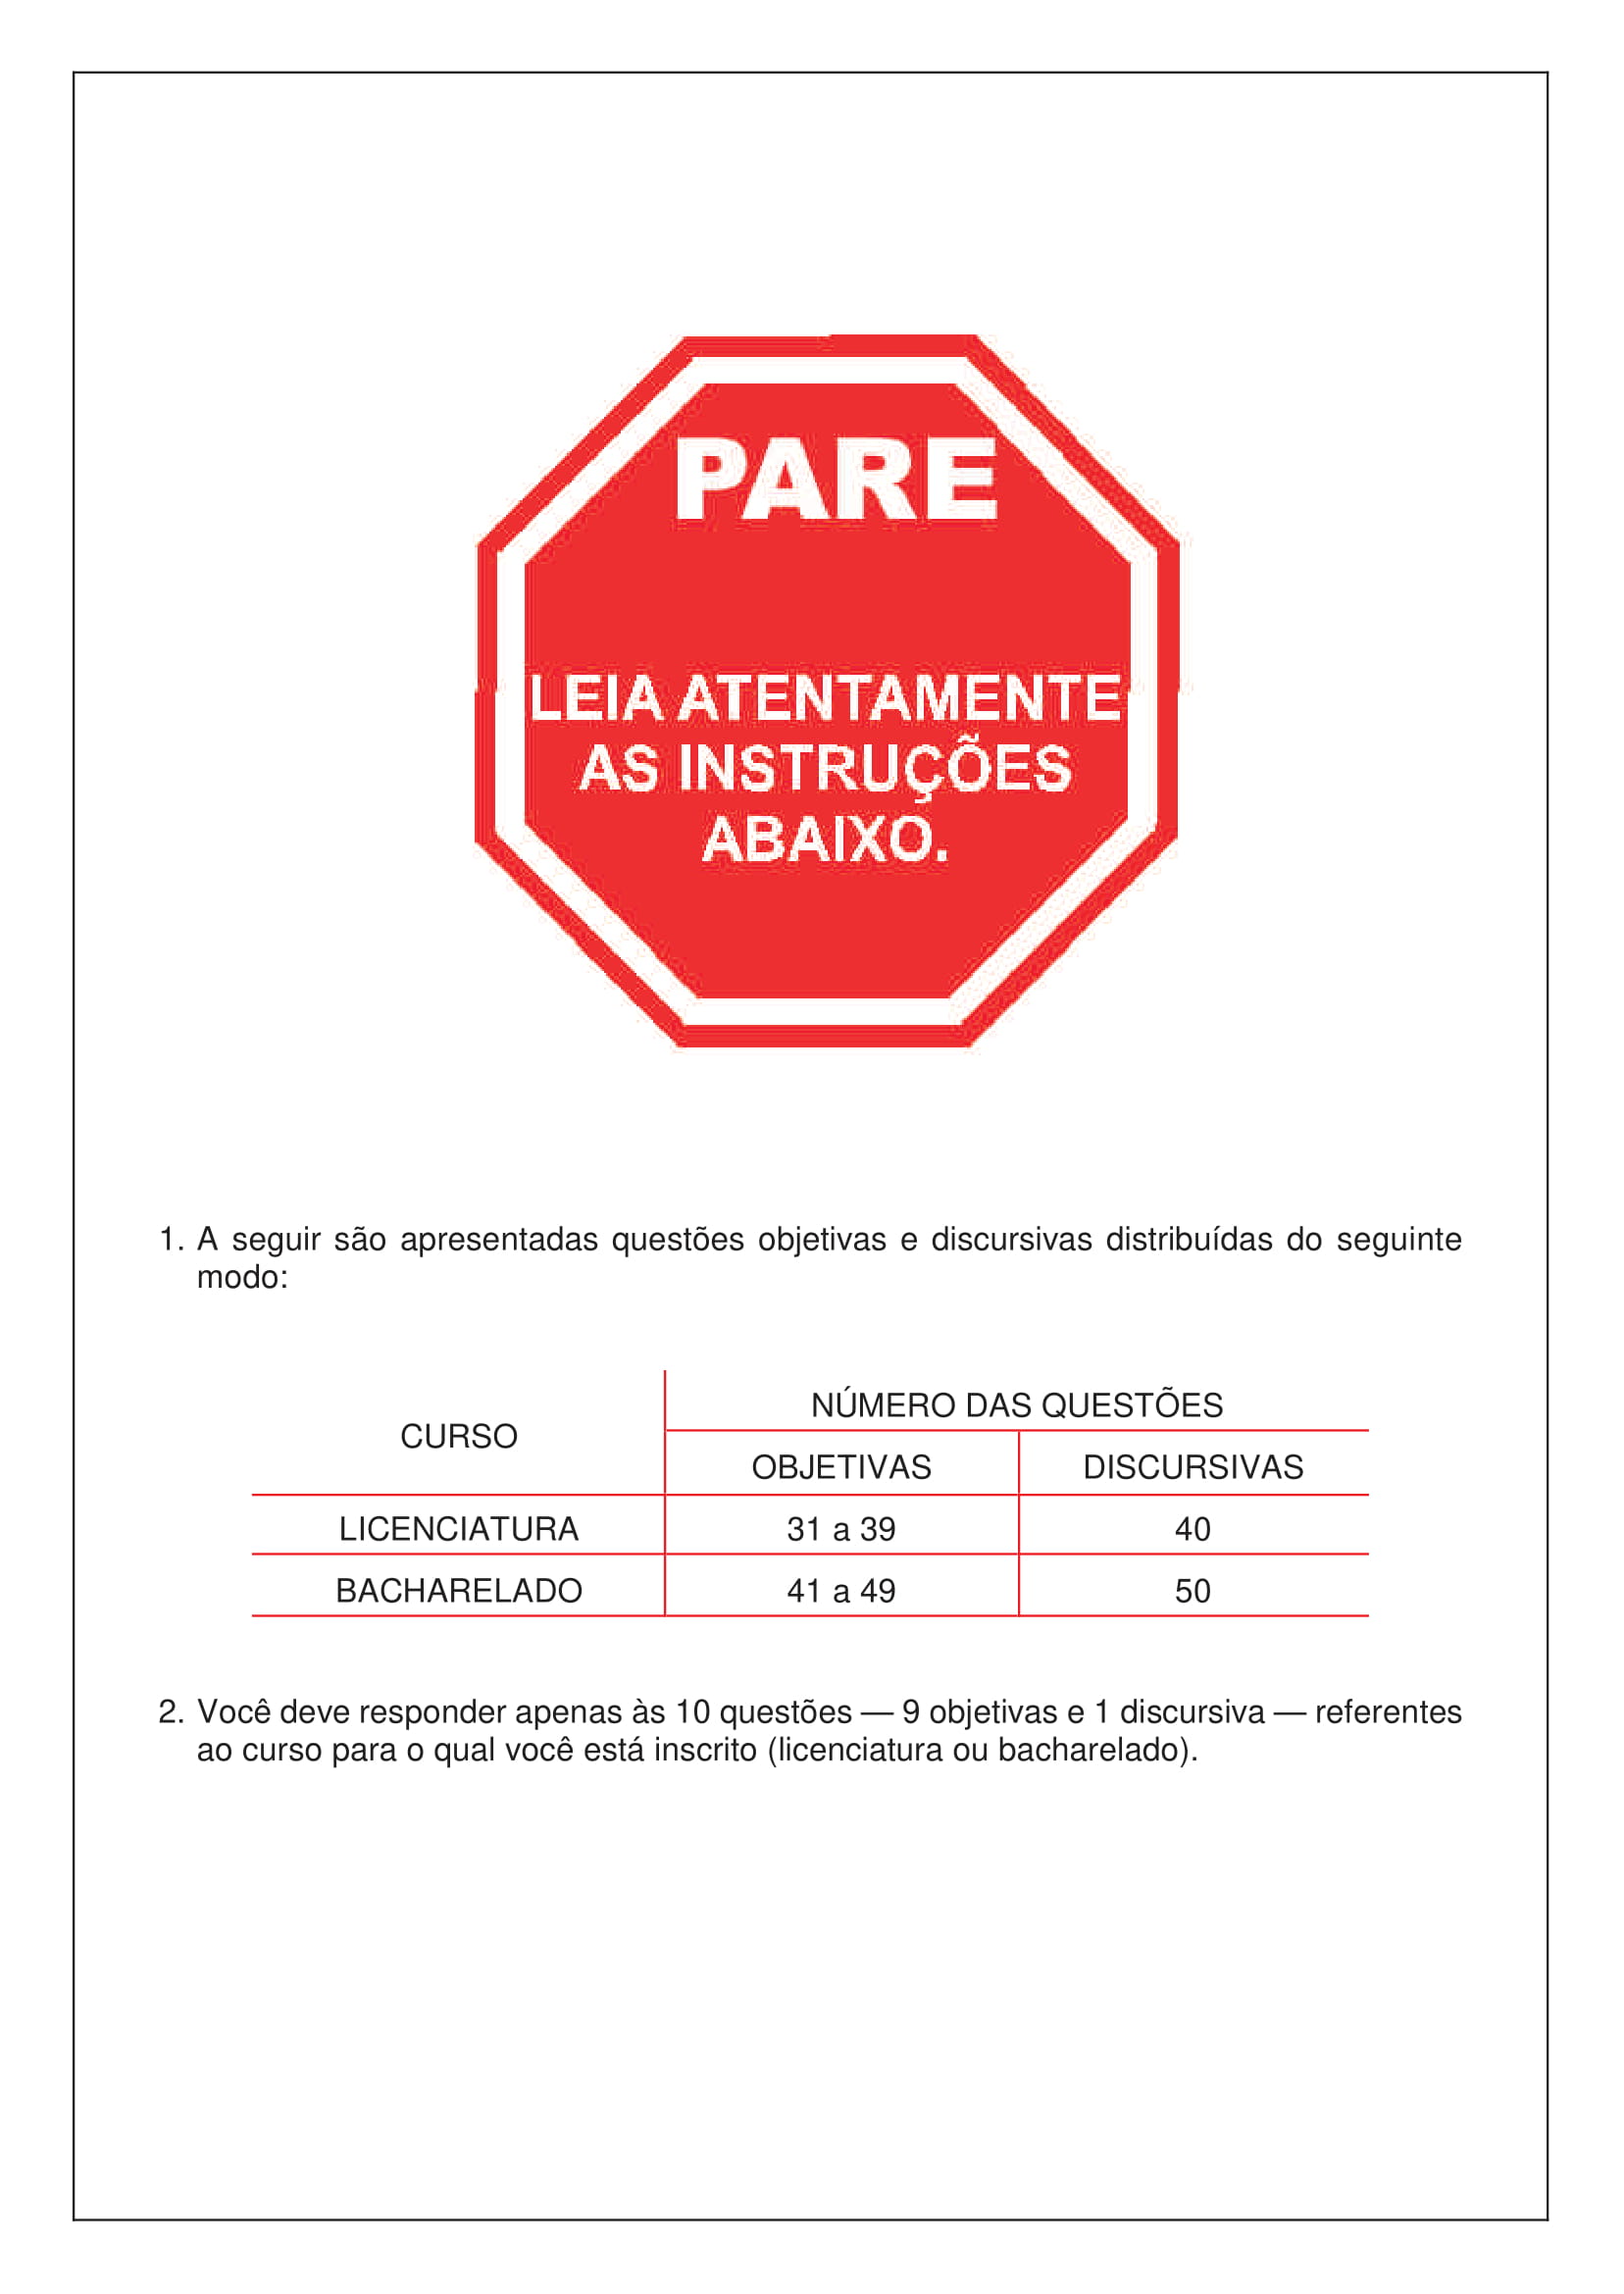 PARE
LEIA ATENTAMENTE
AS INSTRUÇÕES
ABAIXO.
1. A seguir são apresentadas questões objetivas e discursivas distribuídas do seguinte
modo:
CURSO
NÚMERO DAS QUESTÕES
OBJETIVAS
DISCURSIVAS
LICENCIATURA
31 a 39
40
BACHARELADO
41 a 49
50
2. Você deve responder apenas às 10 questões — 9 objetivas e 1 discursiva — referentes
ao curso para o qual você está inscrito (licenciatura ou bacharelado).